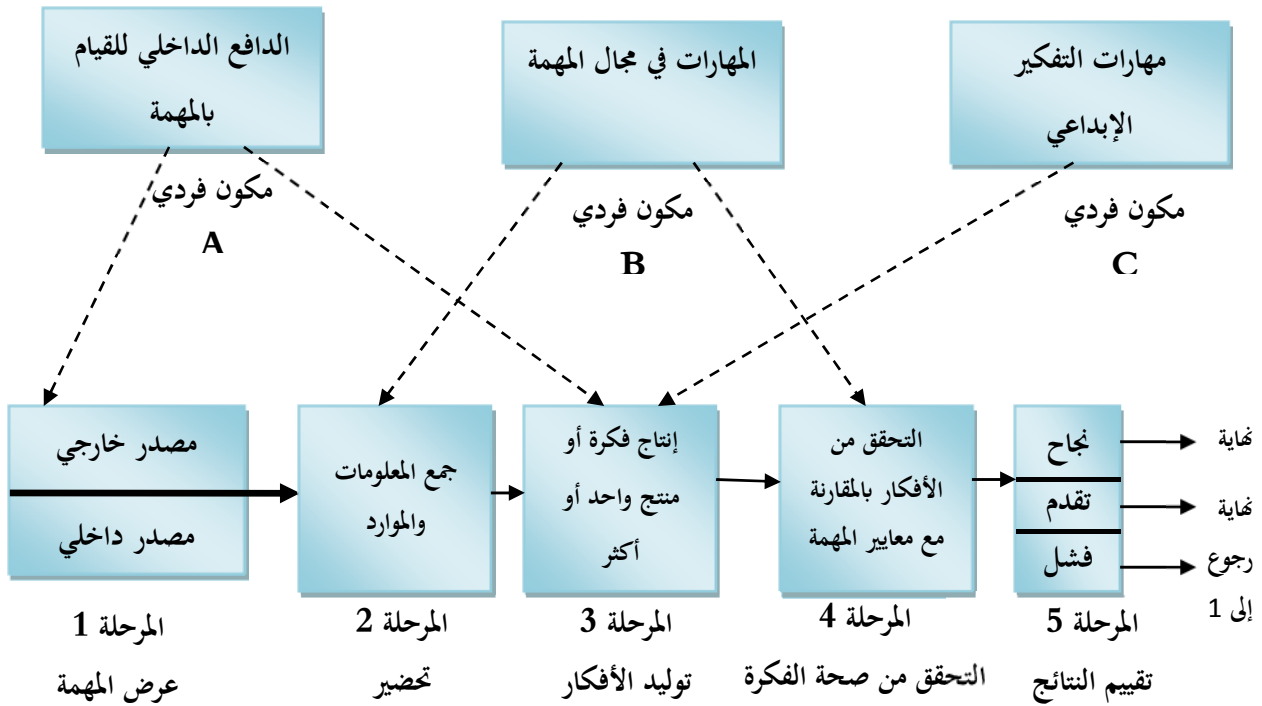 الدافع الداخلي للقيام
بالمهمة
المهارات في مجال المهمة
مهارات التفكير
الإبداعي
مكون فردي
A
مكون فردي
B
مكون فردي
C
مصدر خارجي
مصدر داخلي
جمع المعلومات
والموارد
إنتاج فكرة أو
منتج واحد أو
أكثر
التحقق من
الأفكار بالمقارنة
مع معايير المهمة
نجاح
تقدم
فشل
نهاية
نهاية
رجوع
إلى 1
المرحلة 1
عرض المهمة
المرحلة 2
تحضير
المرحلة 3
توليد الأفكار
المرحلة 4
التحقق من صحة الفكرة
المرحلة 5
تقييم النتائج